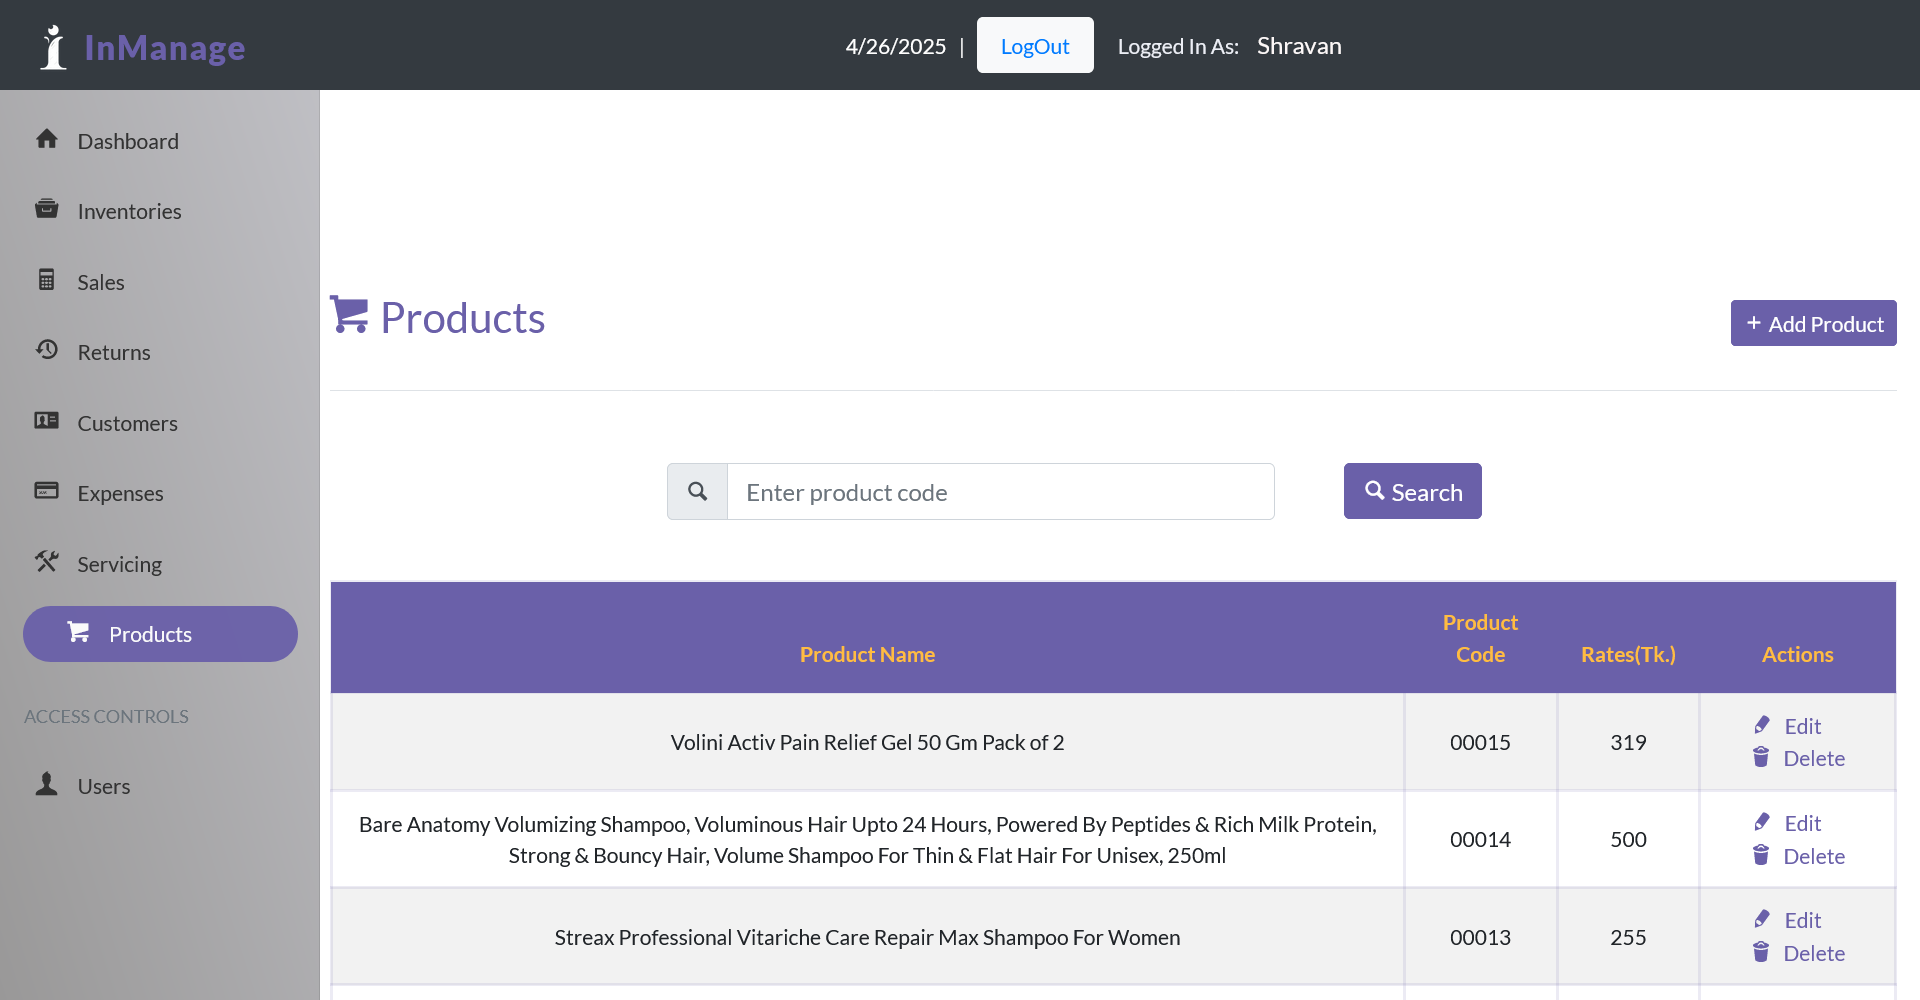 InManage
4/26/2025 | LogOut Logged In As: Shravan
Dashboard
Inventories
Sales
Returns
Customers
Expenses
Servicing
Products
ACCESS CONTROLS
Users
Products
+ Add Product
Enter product code
Search
Product Name Product Code Rates(Tk.) Actions
Volini Activ Pain Relief Gel 50 Gm Pack of 2 00015 319 Edit
Delete
Bare Anatomy Volumizing Shampoo, Voluminous Hair Upto 24 Hours, Powered By Peptides & Rich Milk Protein,
Strong & Bouncy Hair, Volume Shampoo For Thin & Flat Hair For Unisex, 250ml 00014 500 Edit
Delete
Streax Professional Vitariche Care Repair Max Shampoo For Women 00013 255 Edit
Delete